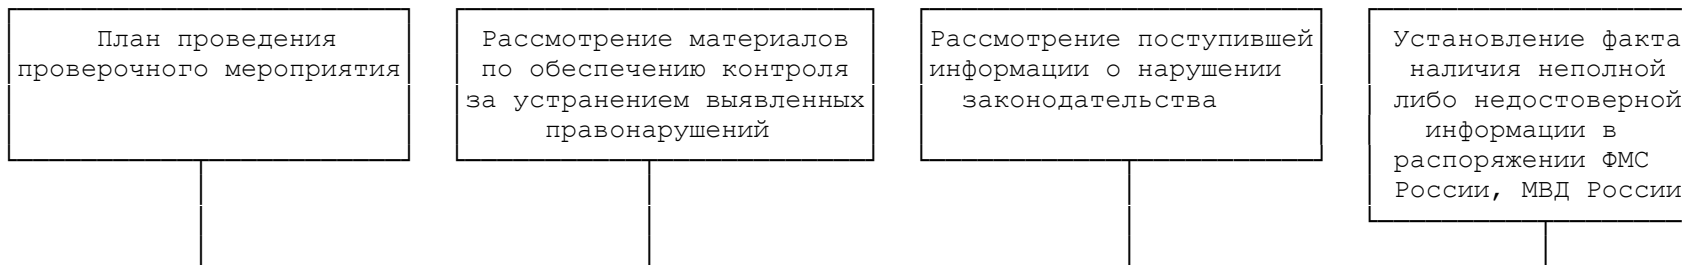 План проведения
проверочного мероприятия
Рассмотрение материалов
по обеспечению контроля
за устранением выявленных
правонарушений
Рассмотрение поступившей
информации о нарушении
законодательства
Установление факта
наличия неполной
либо недостоверной
информации в
распоряжении ФМС
России, МВД России